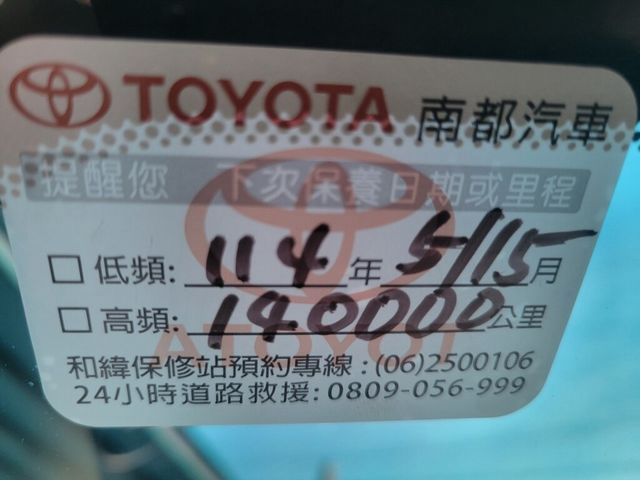 TOYOTA 南都汽車
提醒您 下次保養日期或里程
□ 低頻: 114 年 5/15 月
□ 高頻: 140000 公里
和緯保修站預約專線:(06)2500106
24小時道路救援:0809-056-999